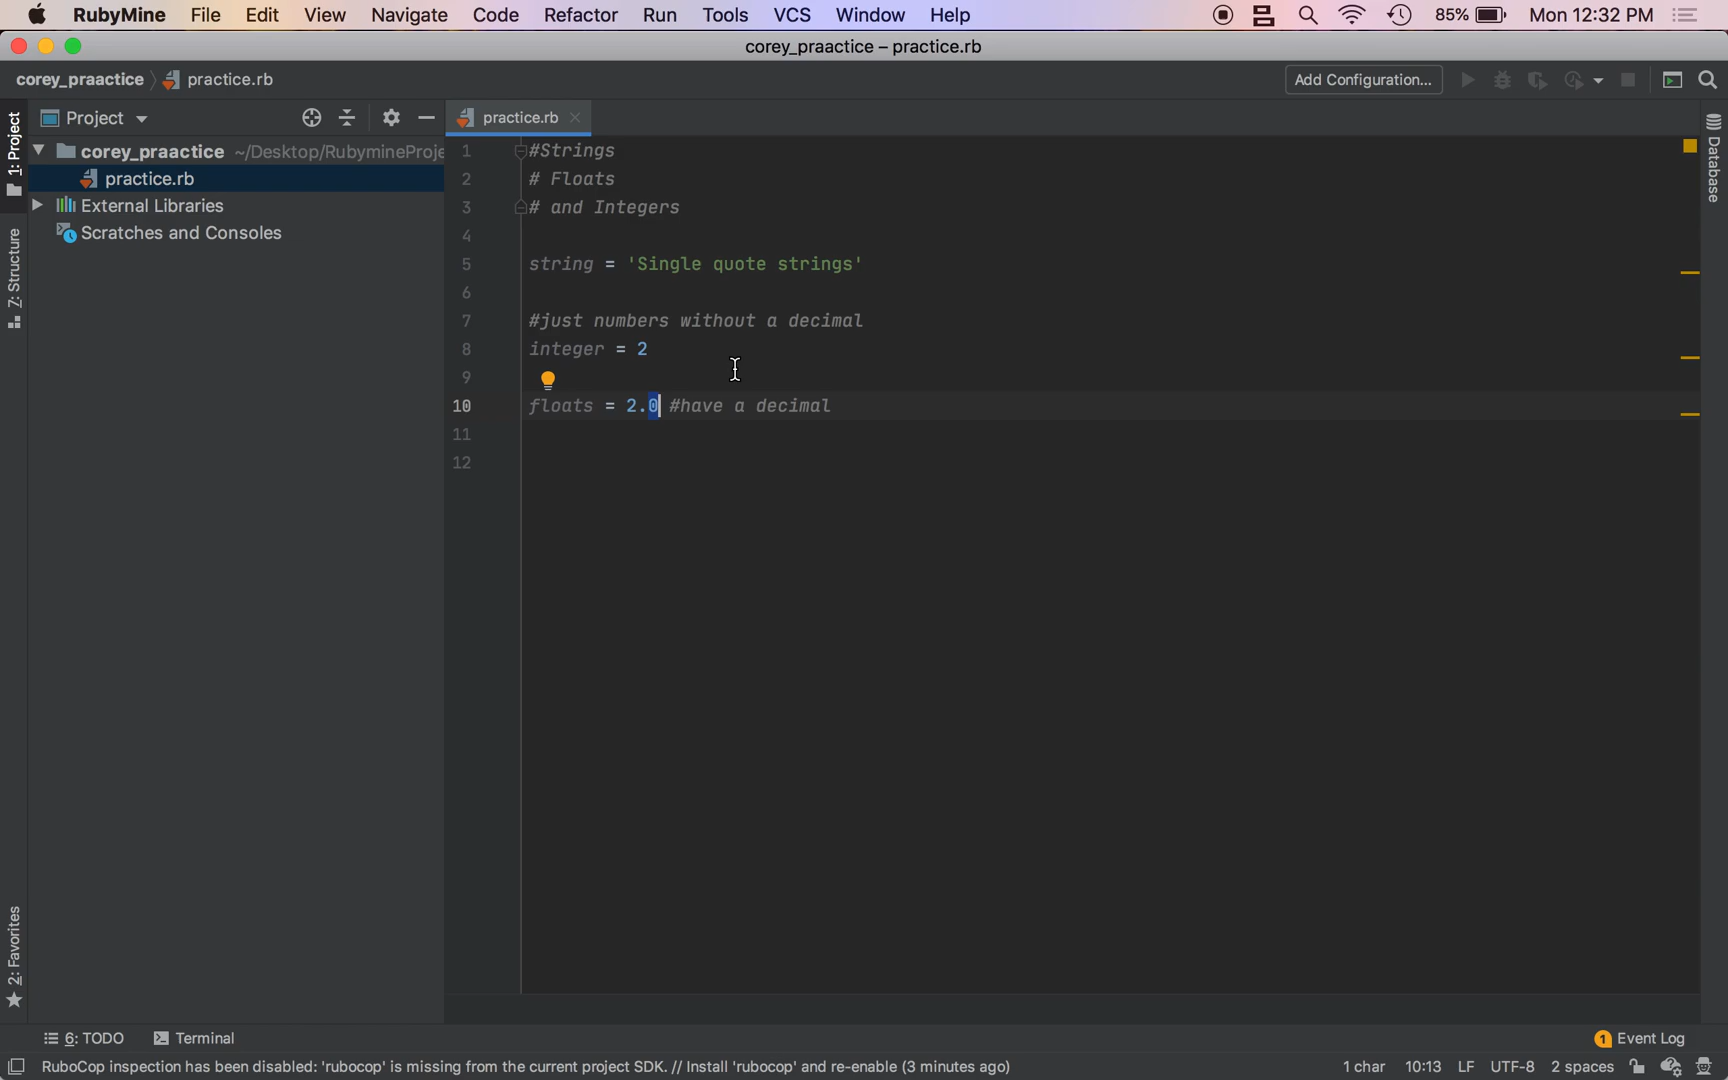 RubyMine File Edit View Navigate Code Refactor Run Tools VCS Window Help 85% Mon 12:32 PM
corey_praactice – practice.rb
corey_praactice practice.rb Add Configuration...
1: Project
Project
practice.rb
Database
corey_praactice ~/Desktop/RubymineProje
practice.rb
External Libraries
Scratches and Consoles
7: Structure
2: Favorites
1 #Strings
2 # Floats
3 # and Integers
4
5 string = 'Single quote strings'
6
7 #just numbers without a decimal
8 integer = 2
9
10 floats = 2.0 #have a decimal
11
12
6: TODO Terminal 1 Event Log
RuboCop inspection has been disabled: 'rubocop' is missing from the current project SDK. // Install 'rubocop' and re-enable (3 minutes ago) 1 char 10:13 LF UTF-8 2 spaces